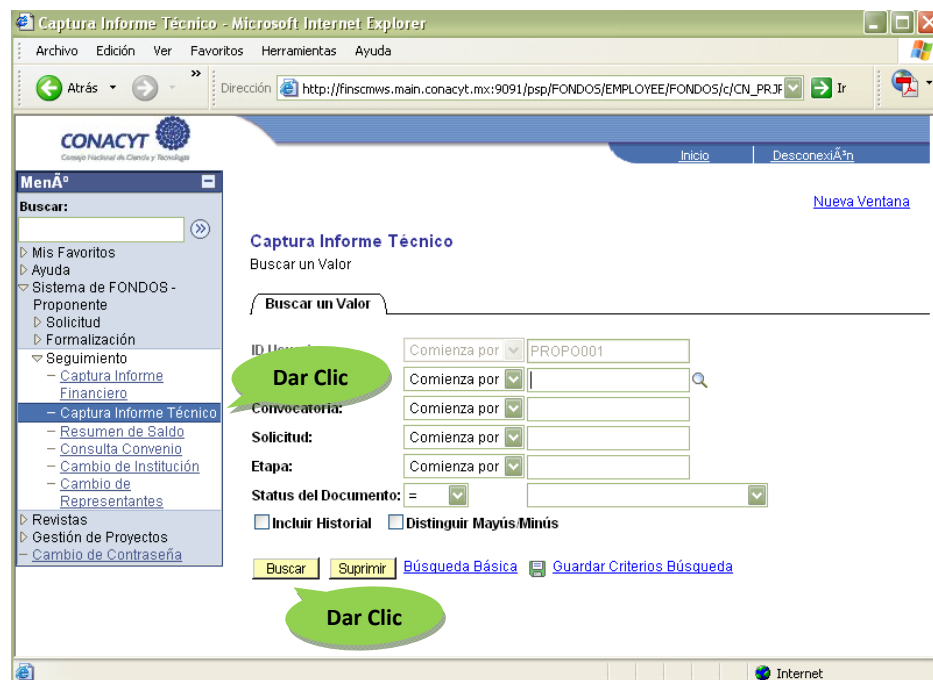 Captura Informe Técnico - Microsoft Internet Explorer
Archivo Edición Ver Favoritos Herramientas Ayuda
Atrás » Dirección http://finscmws.main.conacyt.mx:9091/psp/FONDOS/EMPLOYEE/FONDOS/c/CN_PRJF Ir
CONACYT
Consejo Nacional de Ciencia y Tecnología
Inicio DesconexiÃ³n
MenÃº
Nueva Ventana
Buscar:
Captura Informe Técnico
Buscar un Valor
Mis Favoritos
Ayuda
Sistema de FONDOS -
Proponente
Solicitud
Formalización
Seguimiento
– Captura Informe
Financiero
– Captura Informe Técnico
– Resumen de Saldo
– Consulta Convenio
– Cambio de Institución
– Cambio de
Representantes
Revistas
Gestión de Proyectos
– Cambio de Contraseña
Buscar un Valor
ID Comienza por PROPO001
Dar Clic
Comienza por
Convocatoria: Comienza por
Solicitud: Comienza por
Etapa: Comienza por
Status del Documento: =
Incluir Historial Distinguir Mayús/Minús
Buscar Suprimir Búsqueda Básica Guardar Criterios Búsqueda
Dar Clic
Internet